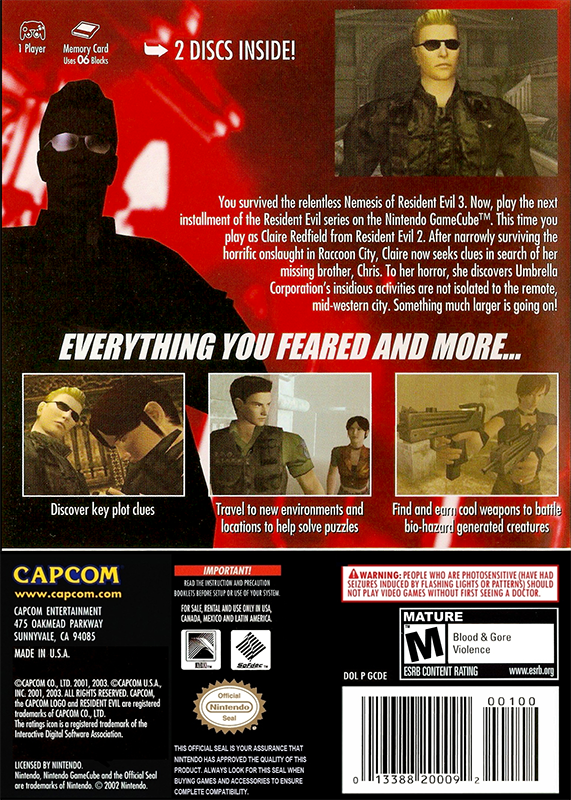 1 Player
Memory Card
Uses 06 Blocks
2 DISCS INSIDE!
You survived the relentless Nemesis of Resident Evil 3. Now, play the next
installment of the Resident Evil series on the Nintendo GameCube™. This time you
play as Claire Redfield from Resident Evil 2. After narrowly surviving the
horrific onslaught in Raccoon City, Claire now seeks clues in search of her
missing brother, Chris. To her horror, she discovers Umbrella
Corporation's insidious activities are not isolated to the remote,
mid-western city. Something much larger is going on!
EVERYTHING YOU FEARED AND MORE...
Discover key plot clues
Travel to new environments and
locations to help solve puzzles
Find and earn cool weapons to battle
bio-hazard generated creatures
CAPCOM
www.capcom.com
CAPCOM ENTERTAINMENT
475 OAKMEAD PARKWAY
SUNNYVALE, CA 94085
MADE IN U.S.A.
©CAPCOM CO., LTD. 2001, 2003. ©CAPCOM U.S.A.,
INC. 2001, 2003. ALL RIGHTS RESERVED. CAPCOM,
the CAPCOM LOGO and RESIDENT EVIL are registered
trademarks of CAPCOM CO., LTD.
The ratings icon is a registered trademark of the
Interactive Digital Software Association.
LICENSED BY NINTENDO.
Nintendo, Nintendo GameCube and the Official Seal
are trademarks of Nintendo. © 2002 Nintendo.
IMPORTANT!
READ THE INSTRUCTION AND PRECAUTION
BOOKLETS BEFORE SETUP OR USE OF YOUR SYSTEM.
FOR SALE, RENTAL AND USE ONLY IN USA,
CANADA, MEXICO AND LATIN AMERICA.
Sofdec™
Official
Nintendo
Seal
THIS OFFICIAL SEAL IS YOUR ASSURANCE THAT
NINTENDO HAS APPROVED THE QUALITY OF THIS
PRODUCT. ALWAYS LOOK FOR THIS SEAL WHEN
BUYING GAMES AND ACCESSORIES TO ENSURE
COMPLETE COMPATIBILITY.
WARNING: PEOPLE WHO ARE PHOTOSENSITIVE (HAVE HAD
SEIZURES INDUCED BY FLASHING LIGHTS OR PATTERNS) SHOULD
NOT PLAY VIDEO GAMES WITHOUT FIRST SEEING A DOCTOR.
DOL P GCDE
MATURE
M
Blood & Gore
Violence
ESRB CONTENT RATING www.esrb.org
00100
0 13388 20009 2